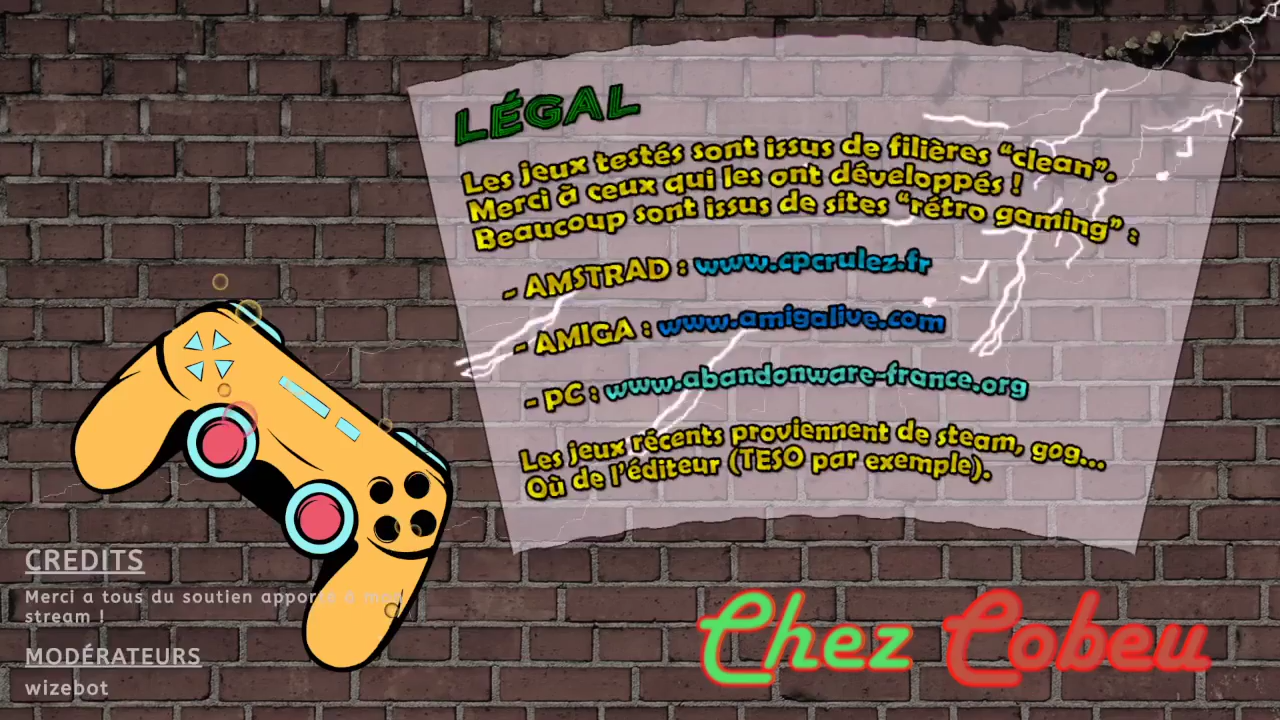 LÉGAL
Les jeux testés sont issus de filières “clean”.
Merci à ceux qui les ont développés !
Beaucoup sont issus de sites “rétro gaming” :
- AMSTRAD : www.cpcrulez.fr
- AMIGA : www.amigalive.com
- PC : www.abandonware-france.org
Les jeux récents proviennent de steam, gog...
Où de l’éditeur (TESO par exemple).
CREDITS
Merci a tous du soutien apporté a mon
stream !
MODÉRATEURS
wizebot
Chez Cobeu